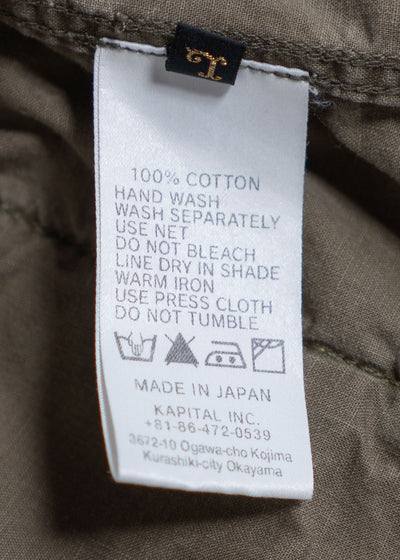 L
100% COTTON
HAND WASH
WASH SEPARATELY
USE NET
DO NOT BLEACH
LINE DRY IN SHADE
WARM IRON
USE PRESS CLOTH
DO NOT TUMBLE
MADE IN JAPAN
KAPITAL INC.
+81-86-472-0539
3672-10 Ogawa-cho Kojima
Kurashiki-city Okayama